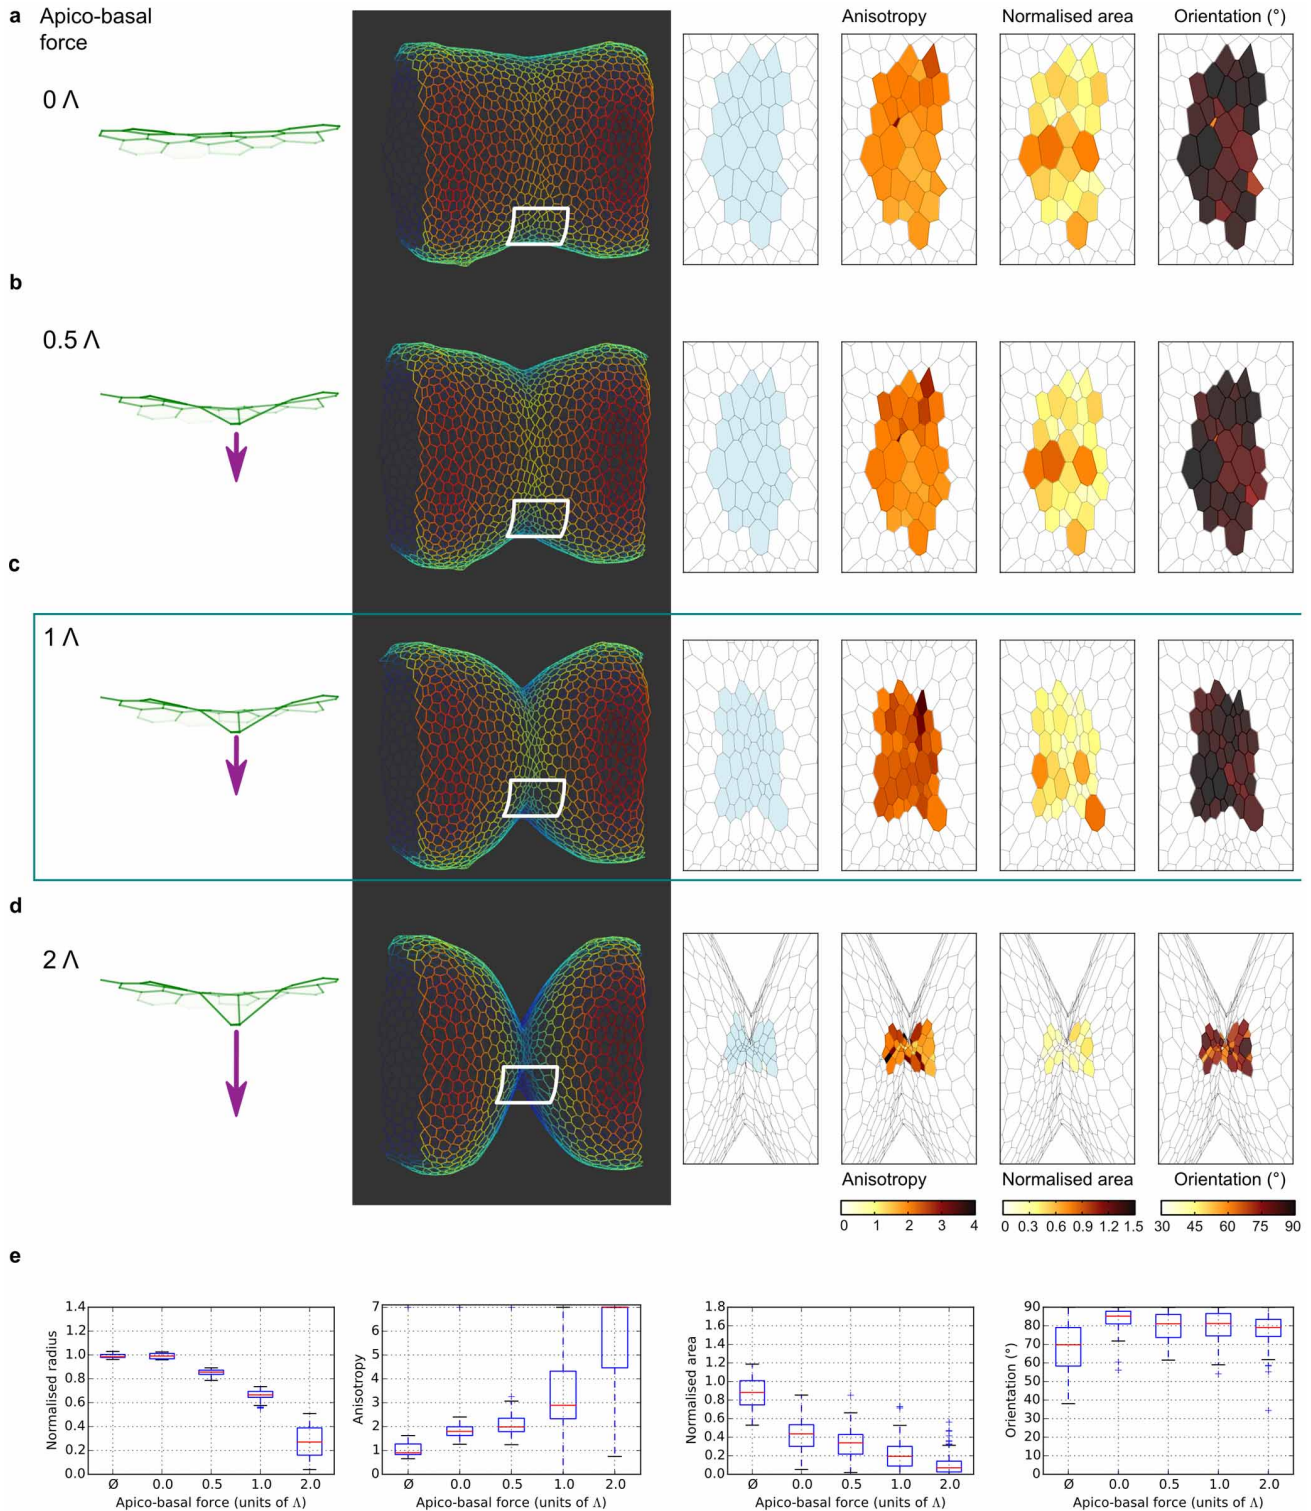 a Apico-basal force Anisotropy Normalised area Orientation (°)
0 Λ
b
0.5 Λ
c
1 Λ
d
2 Λ
Anisotropy Normalised area Orientation (°)
0 1 2 3 4 0 0.3 0.6 0.9 1.2 1.5 30 45 60 75 90
e
1.4
1.2
1.0
0.8
0.6
0.4
0.2
0.0
Normalised radius
Ø 0.0 0.5 1.0 2.0
Apico-basal force (units of Λ)
7
6
5
4
3
2
1
0
Anisotropy
Ø 0.0 0.5 1.0 2.0
Apico-basal force (units of Λ)
1.8
1.6
1.4
1.2
1.0
0.8
0.6
0.4
0.2
0.0
Normalised area
Ø 0.0 0.5 1.0 2.0
Apico-basal force (units of Λ)
90
80
70
60
50
40
30
20
10
0
Orientation (°)
Ø 0.0 0.5 1.0 2.0
Apico-basal force (units of Λ)